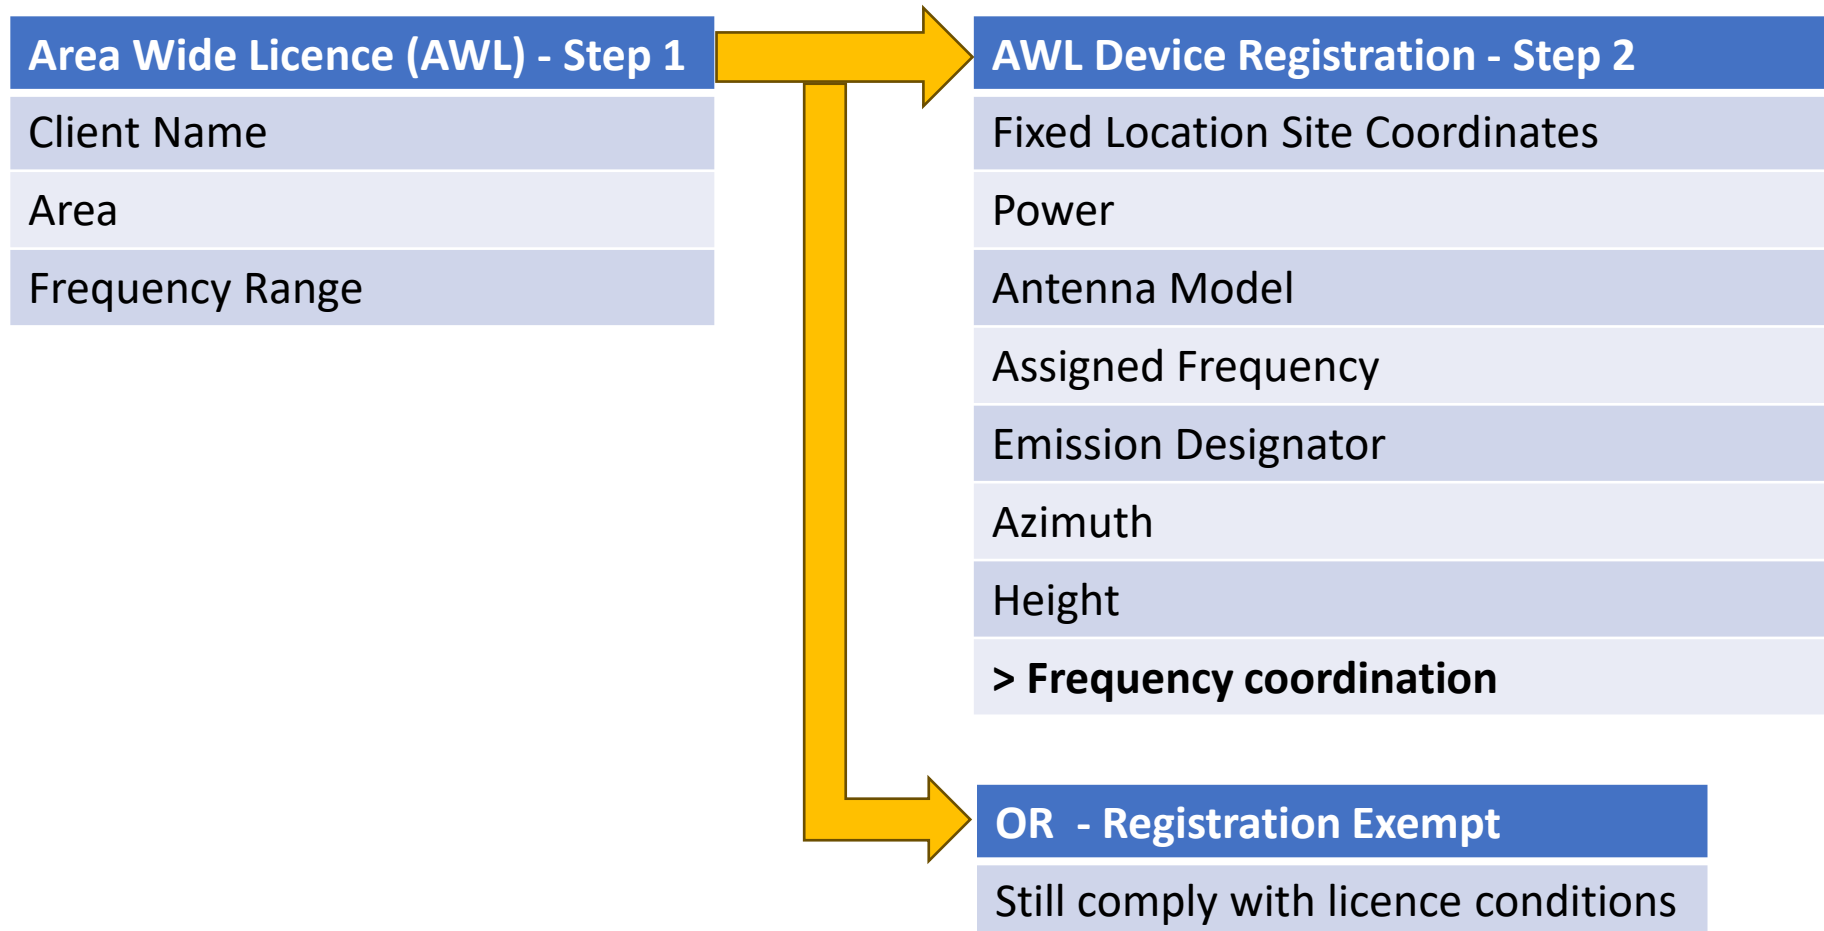 Area Wide Licence (AWL) - Step 1
Client Name
Area
Frequency Range
AWL Device Registration - Step 2
Fixed Location Site Coordinates
Power
Antenna Model
Assigned Frequency
Emission Designator
Azimuth
Height
> Frequency coordination
OR - Registration Exempt
Still comply with licence conditions